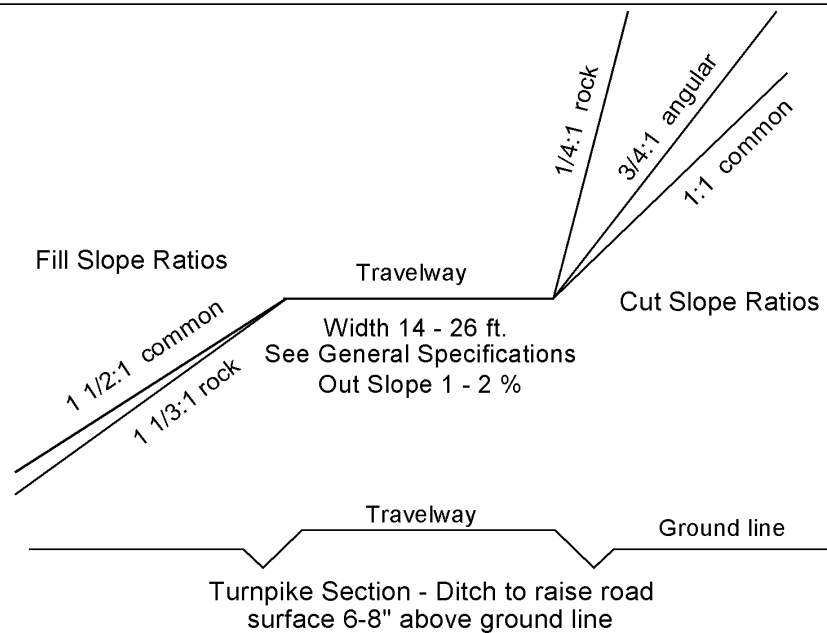 1/4:1 rock
3/4:1 angular
1:1 common
Fill Slope Ratios
Travelway
Cut Slope Ratios
Width 14 - 26 ft.
See General Specifications
Out Slope 1 - 2 %
1 1/2:1 common
1 1/3:1 rock
Travelway
Ground line
Turnpike Section - Ditch to raise road
surface 6-8" above ground line